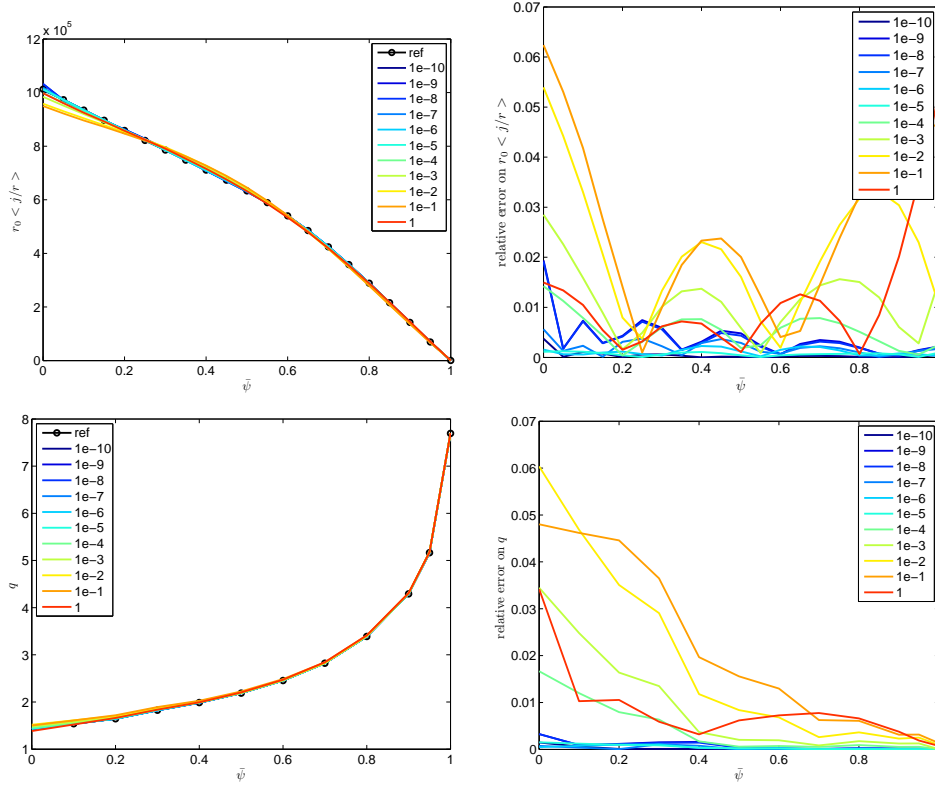 x 10^5
12
10
8
6
4
2
0
r_0 < j/r >
0
0.2
0.4
0.6
0.8
1
ψ̄
ref
1e−10
1e−9
1e−8
1e−7
1e−6
1e−5
1e−4
1e−3
1e−2
1e−1
1
0.07
0.06
0.05
0.04
0.03
0.02
0.01
0
relative error on r_0 < j/r >
0
0.2
0.4
0.6
0.8
ψ̄
1e−10
1e−9
1e−8
1e−7
1e−6
1e−5
1e−4
1e−3
1e−2
1e−1
1
8
7
6
5
4
3
2
1
q
0
0.2
0.4
0.6
0.8
1
ψ̄
ref
1e−10
1e−9
1e−8
1e−7
1e−6
1e−5
1e−4
1e−3
1e−2
1e−1
1
0.07
0.06
0.05
0.04
0.03
0.02
0.01
0
relative error on q
0
0.2
0.4
0.6
0.8
ψ̄
1e−10
1e−9
1e−8
1e−7
1e−6
1e−5
1e−4
1e−3
1e−2
1e−1
1